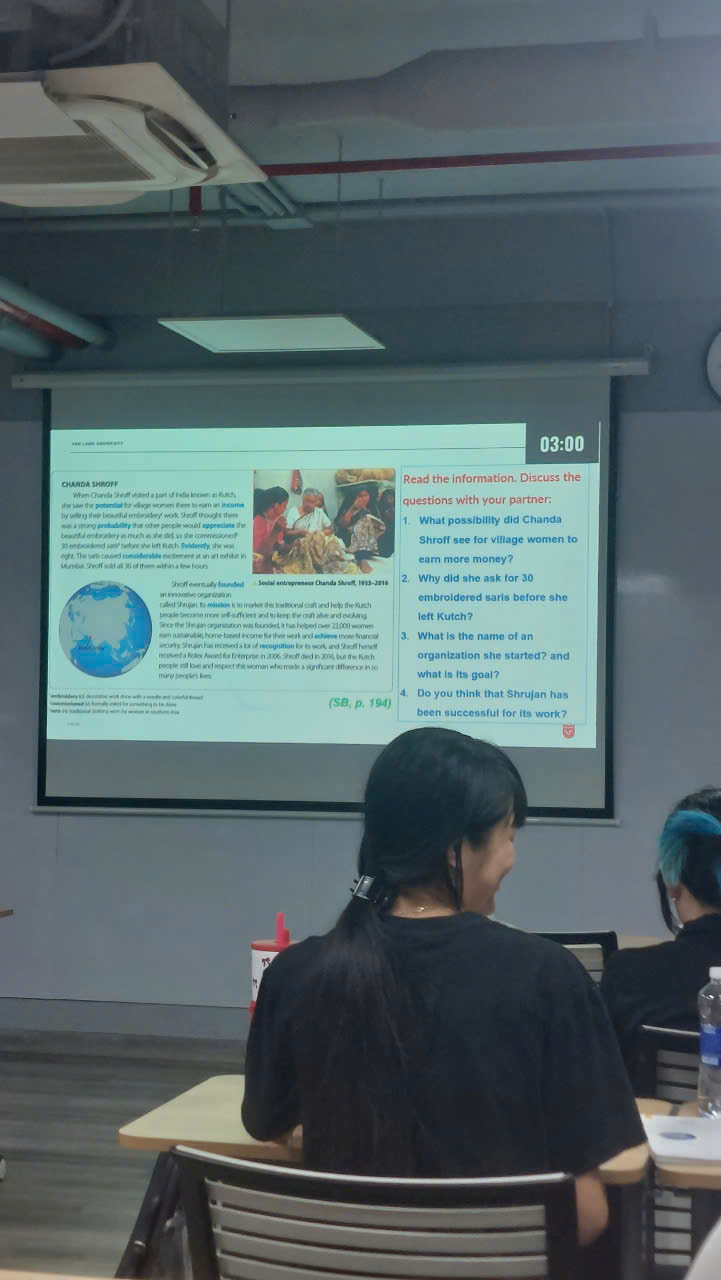 VAN LANG UNIVERSITY
03:00
CHANDA SHROFF
When Chanda Shroff visited a part of India known as Kutch,
she saw the potential for village women there to earn an income
by selling their beautiful embroidery¹ work. Shroff thought there
was a strong probability that other people would appreciate the
beautiful embroidery as much as she did, so she commissioned²
30 embroidered saris³ before she left Kutch. Evidently, she was
right. The saris caused considerable excitement at an art exhibit in
Mumbai. Shroff sold all 30 of them within a few hours.
Social entrepreneur Chanda Shroff, 1933–2016
Shroff eventually founded
an innovative organization
called Shrujan. Its mission is to market this traditional craft and help the Kutch
people become more self-sufficient and to keep the craft alive and evolving.
Since the Shrujan organization was founded, it has helped over 22,000 women
earn sustainable, home-based income for their work and achieve more financial
security. Shrujan has received a lot of recognition for its work, and Shroff herself
received a Rolex Award for Enterprise in 2006. Shroff died in 2016, but the Kutch
people still love and respect this woman who made a significant difference in so
many people's lives.
embroidery (n) decorative work done with a needle and colorful thread
commissioned (v) formally asked for something to be done
saris (n) traditional clothing worn by women in southern Asia
(SB, p. 194)
Read the information. Discuss the
questions with your partner:
1. What possibility did Chanda
Shroff see for village women to
earn more money?
2. Why did she ask for 30
embroidered saris before she
left Kutch?
3. What is the name of an
organization she started? and
what is its goal?
4. Do you think that Shrujan has
been successful for its work?